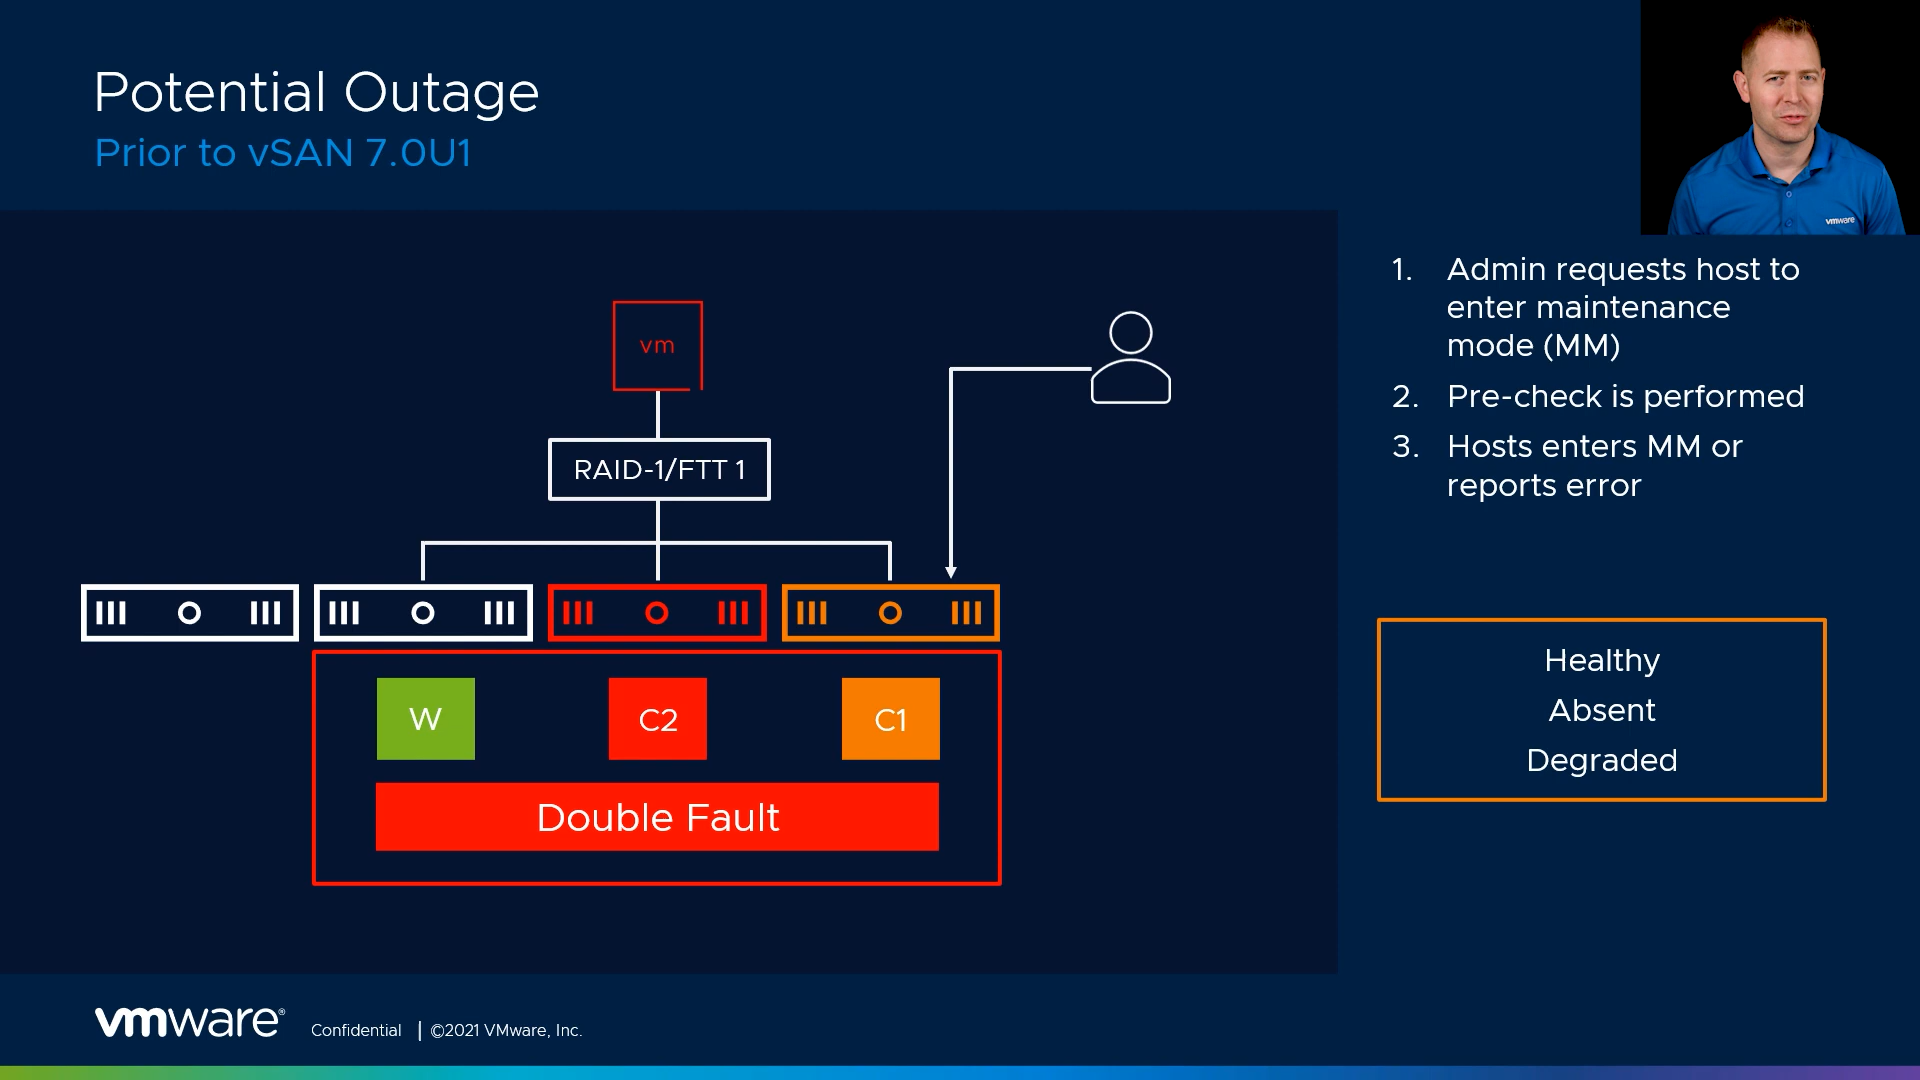 Potential Outage
Prior to vSAN 7.0U1
vmware
1. Admin requests host to
enter maintenance
mode (MM)
2. Pre-check is performed
3. Hosts enters MM or
reports error
vm
RAID-1/FTT 1
W
C2
C1
Double Fault
Healthy
Absent
Degraded
vmware®
Confidential | ©2021 VMware, Inc.